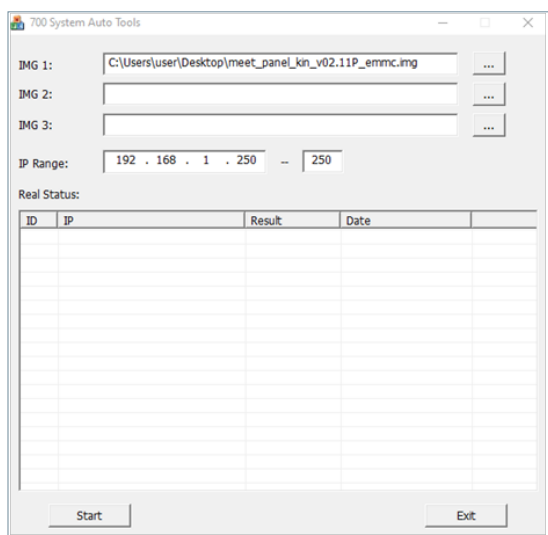 700 System Auto Tools
IMG 1: C:\Users\user\Desktop\meet_panel_kin_v02.11P_emmc.img ...
IMG 2: ...
IMG 3: ...
IP Range: 192 . 168 . 1 . 250 -- 250
Real Status:
ID IP Result Date
Start Exit